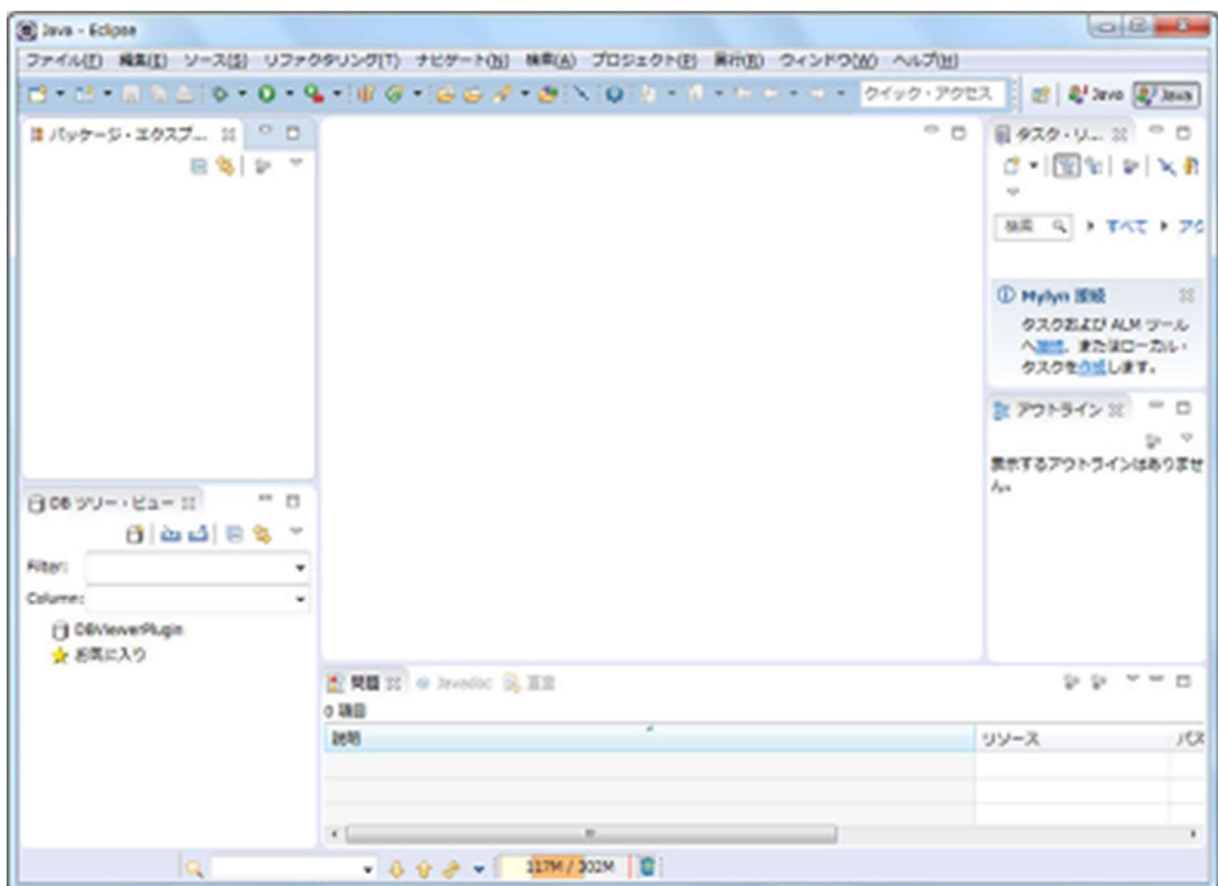 Java - Eclipse
ファイル(F) 編集(E) ソース(S) リファクタリング(T) ナビゲート(N) 検索(A) プロジェクト(P) 実行(R) ウィンドウ(W) ヘルプ(H)
クイック・アクセス
Java
Java
パッケージ・エクスプ...
タスク・リ...
検索
すべて
アク
Mylyn 接続
タスクおよび ALM ツール
へ接続、またはローカル・
タスクを作成します。
アウトライン
表示するアウトラインはありませ
ん。
DB ツリー・ビュー
Filter:
Column:
DBViewerPlugin
お気に入り
問題
Javadoc
宣言
0 項目
説明
リソース
パス
117M / 302M